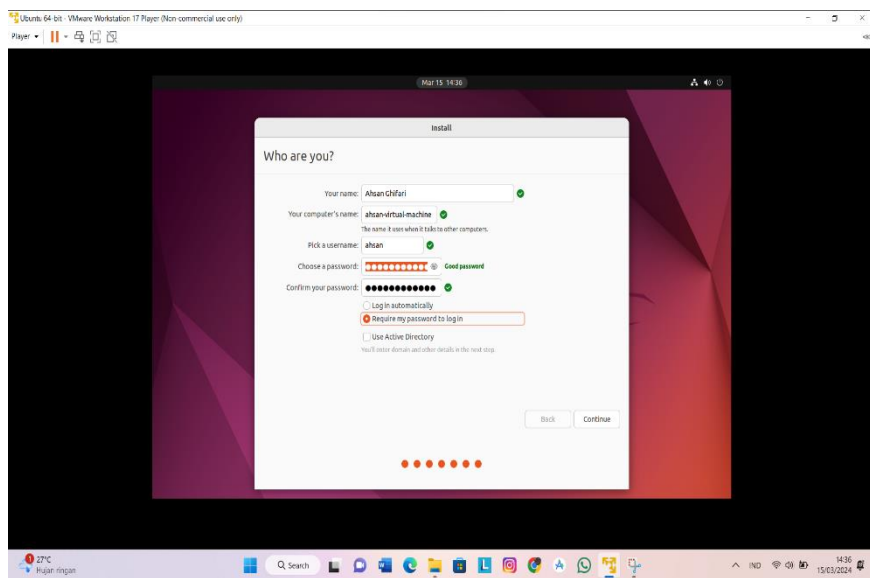 Ubuntu 64-bit - VMware Workstation 17 Player (Non-commercial use only)
Player
Mar 15 14:36
Install
Who are you?
Your name: Ahsan Ghifari
Your computer's name: ahsan-virtual-machine
The name it uses when it talks to other computers.
Pick a username: ahsan
Choose a password: Good password
Confirm your password:
Log in automatically
Require my password to log in
Use Active Directory
You'll enter domain and other details in the next step.
Back Continue
1 27°C
Hujan ringan
Search
L
IND
14:36
15/03/2024